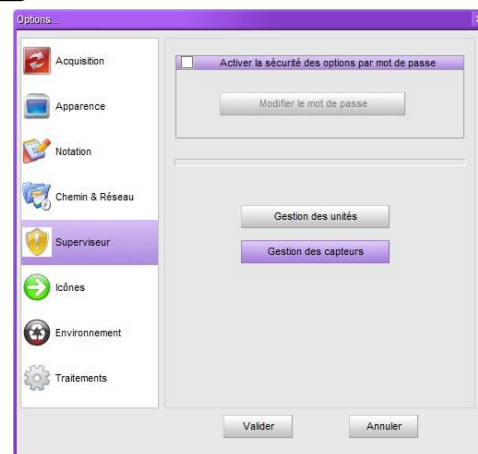 Options...
Acquisition
Apparence
Notation
Chemin & Réseau
Superviseur
Icônes
Environnement
Traitements
Activer la sécurité des options par mot de passe
Modifier le mot de passe
Gestion des unités
Gestion des capteurs
Valider
Annuler